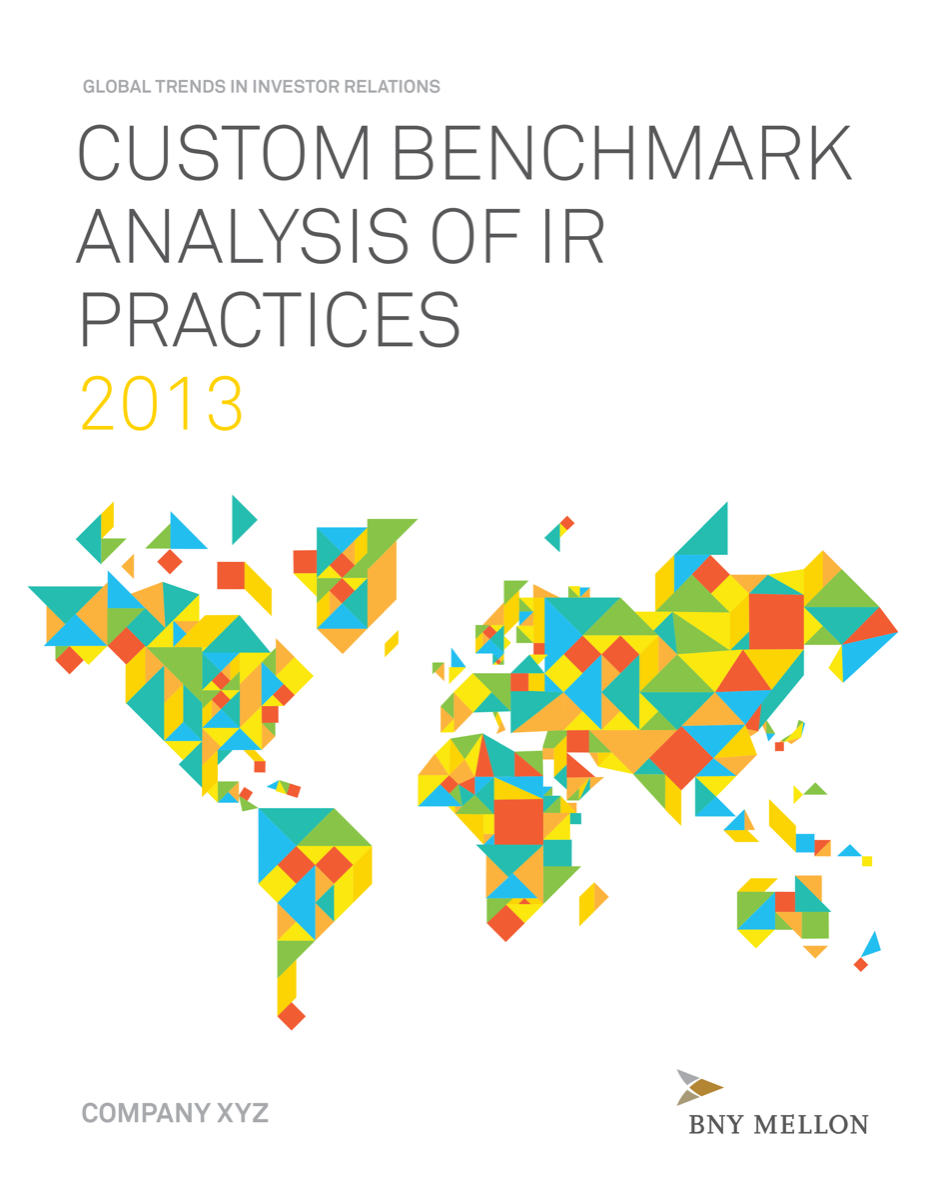 GLOBAL TRENDS IN INVESTOR RELATIONS
CUSTOM BENCHMARK
ANALYSIS OF IR
PRACTICES
2013
COMPANY XYZ
BNY MELLON